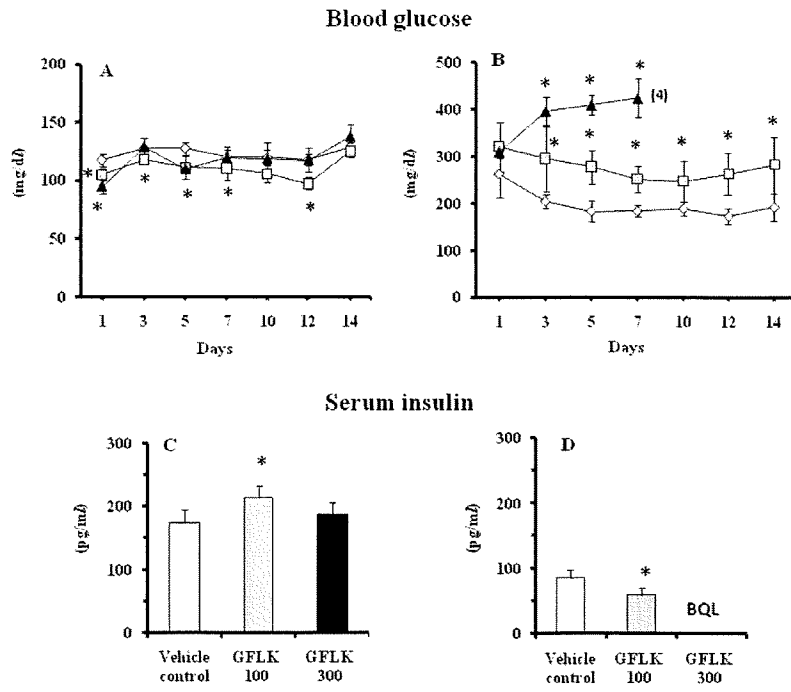 Blood glucose
A
200
150
100
50
0
(mg/dl)
*
*
*
*
*
*
1 3 5 7 10 12 14
Days
B
500
400
300
200
100
0
(mg/dl)
* * *
(4)
* * * * * *
1 3 5 7 10 12 14
Days
Serum insulin
C
300
200
100
0
(pg/ml)
*
Vehicle control
GFLK 100
GFLK 300
D
300
200
100
0
(pg/ml)
*
BQL
Vehicle control
GFLK 100
GFLK 300